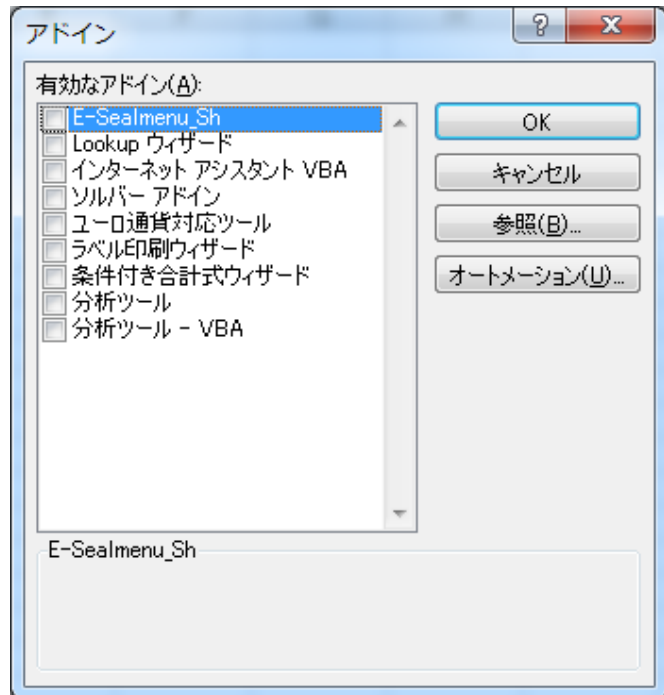 アドイン
有効なアドイン(A):
E-Sealmenu_Sh
Lookup ウィザード
インターネット アシスタント VBA
ソルバー アドイン
ユーロ通貨対応ツール
ラベル印刷ウィザード
条件付き合計式ウィザード
分析ツール
分析ツール - VBA
OK
キャンセル
参照(B)...
オートメーション(U)...
E-Sealmenu_Sh